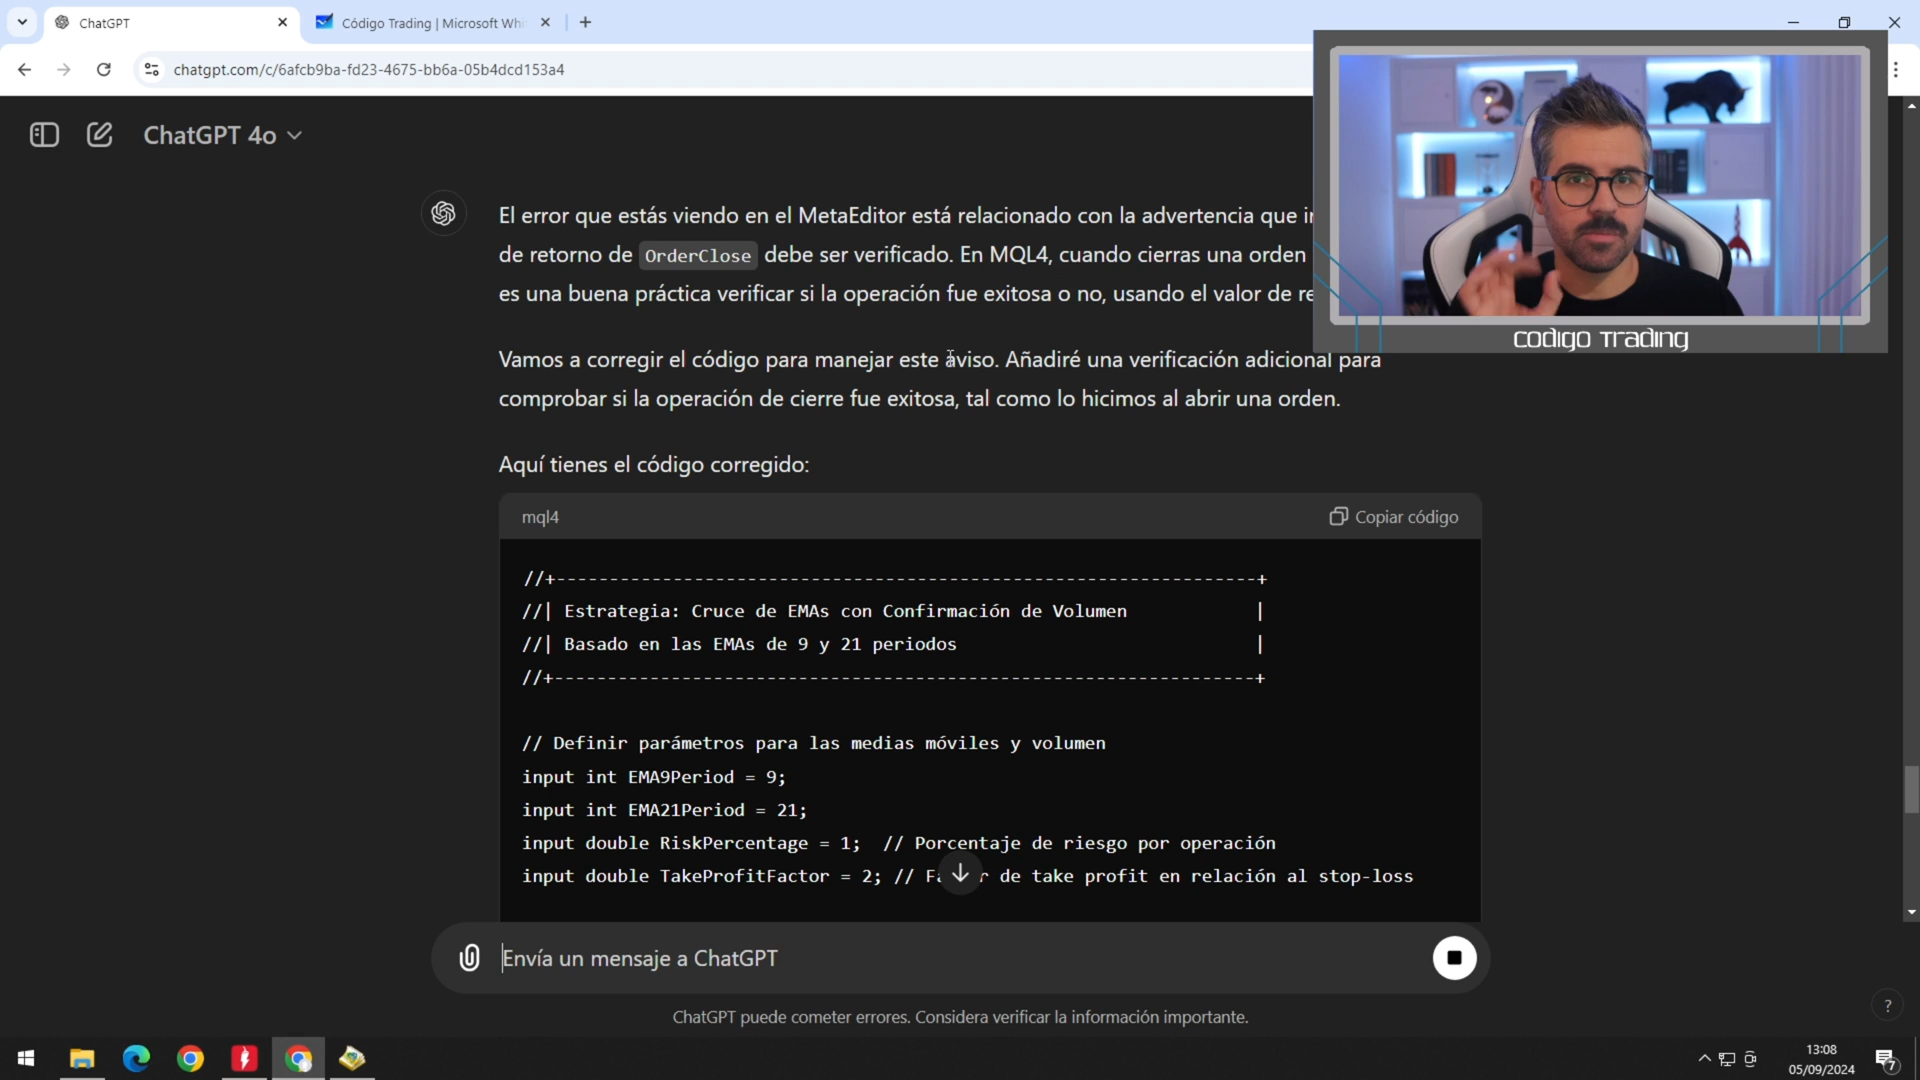 ChatGPT
Código Trading | Microsoft Whi
chatgpt.com/c/6afcb9ba-fd23-4675-bb6a-05b4dcd153a4
ChatGPT 4o
El error que estás viendo en el MetaEditor está relacionado con la advertencia que
de retorno de OrderClose debe ser verificado. En MQL4, cuando cierras una orden
es una buena práctica verificar si la operación fue exitosa o no, usando el valor de
CODIGO TRADING
Vamos a corregir el código para manejar este aviso. Añadiré una verificación adicional para
comprobar si la operación de cierre fue exitosa, tal como lo hicimos al abrir una orden.
Aquí tienes el código corregido:
mql4
Copiar código
//+------------------------------------------------------------------+
//| Estrategia: Cruce de EMAs con Confirmación de Volumen |
//| Basado en las EMAs de 9 y 21 periodos |
//+------------------------------------------------------------------+
// Definir parámetros para las medias móviles y volumen
input int EMA9Period = 9;
input int EMA21Period = 21;
input double RiskPercentage = 1; // Porcentaje de riesgo por operación
input double TakeProfitFactor = 2; // de take profit en relación al stop-loss
Envía un mensaje a ChatGPT
ChatGPT puede cometer errores. Considera verificar la información importante.
?
13:08
05/09/2024
7